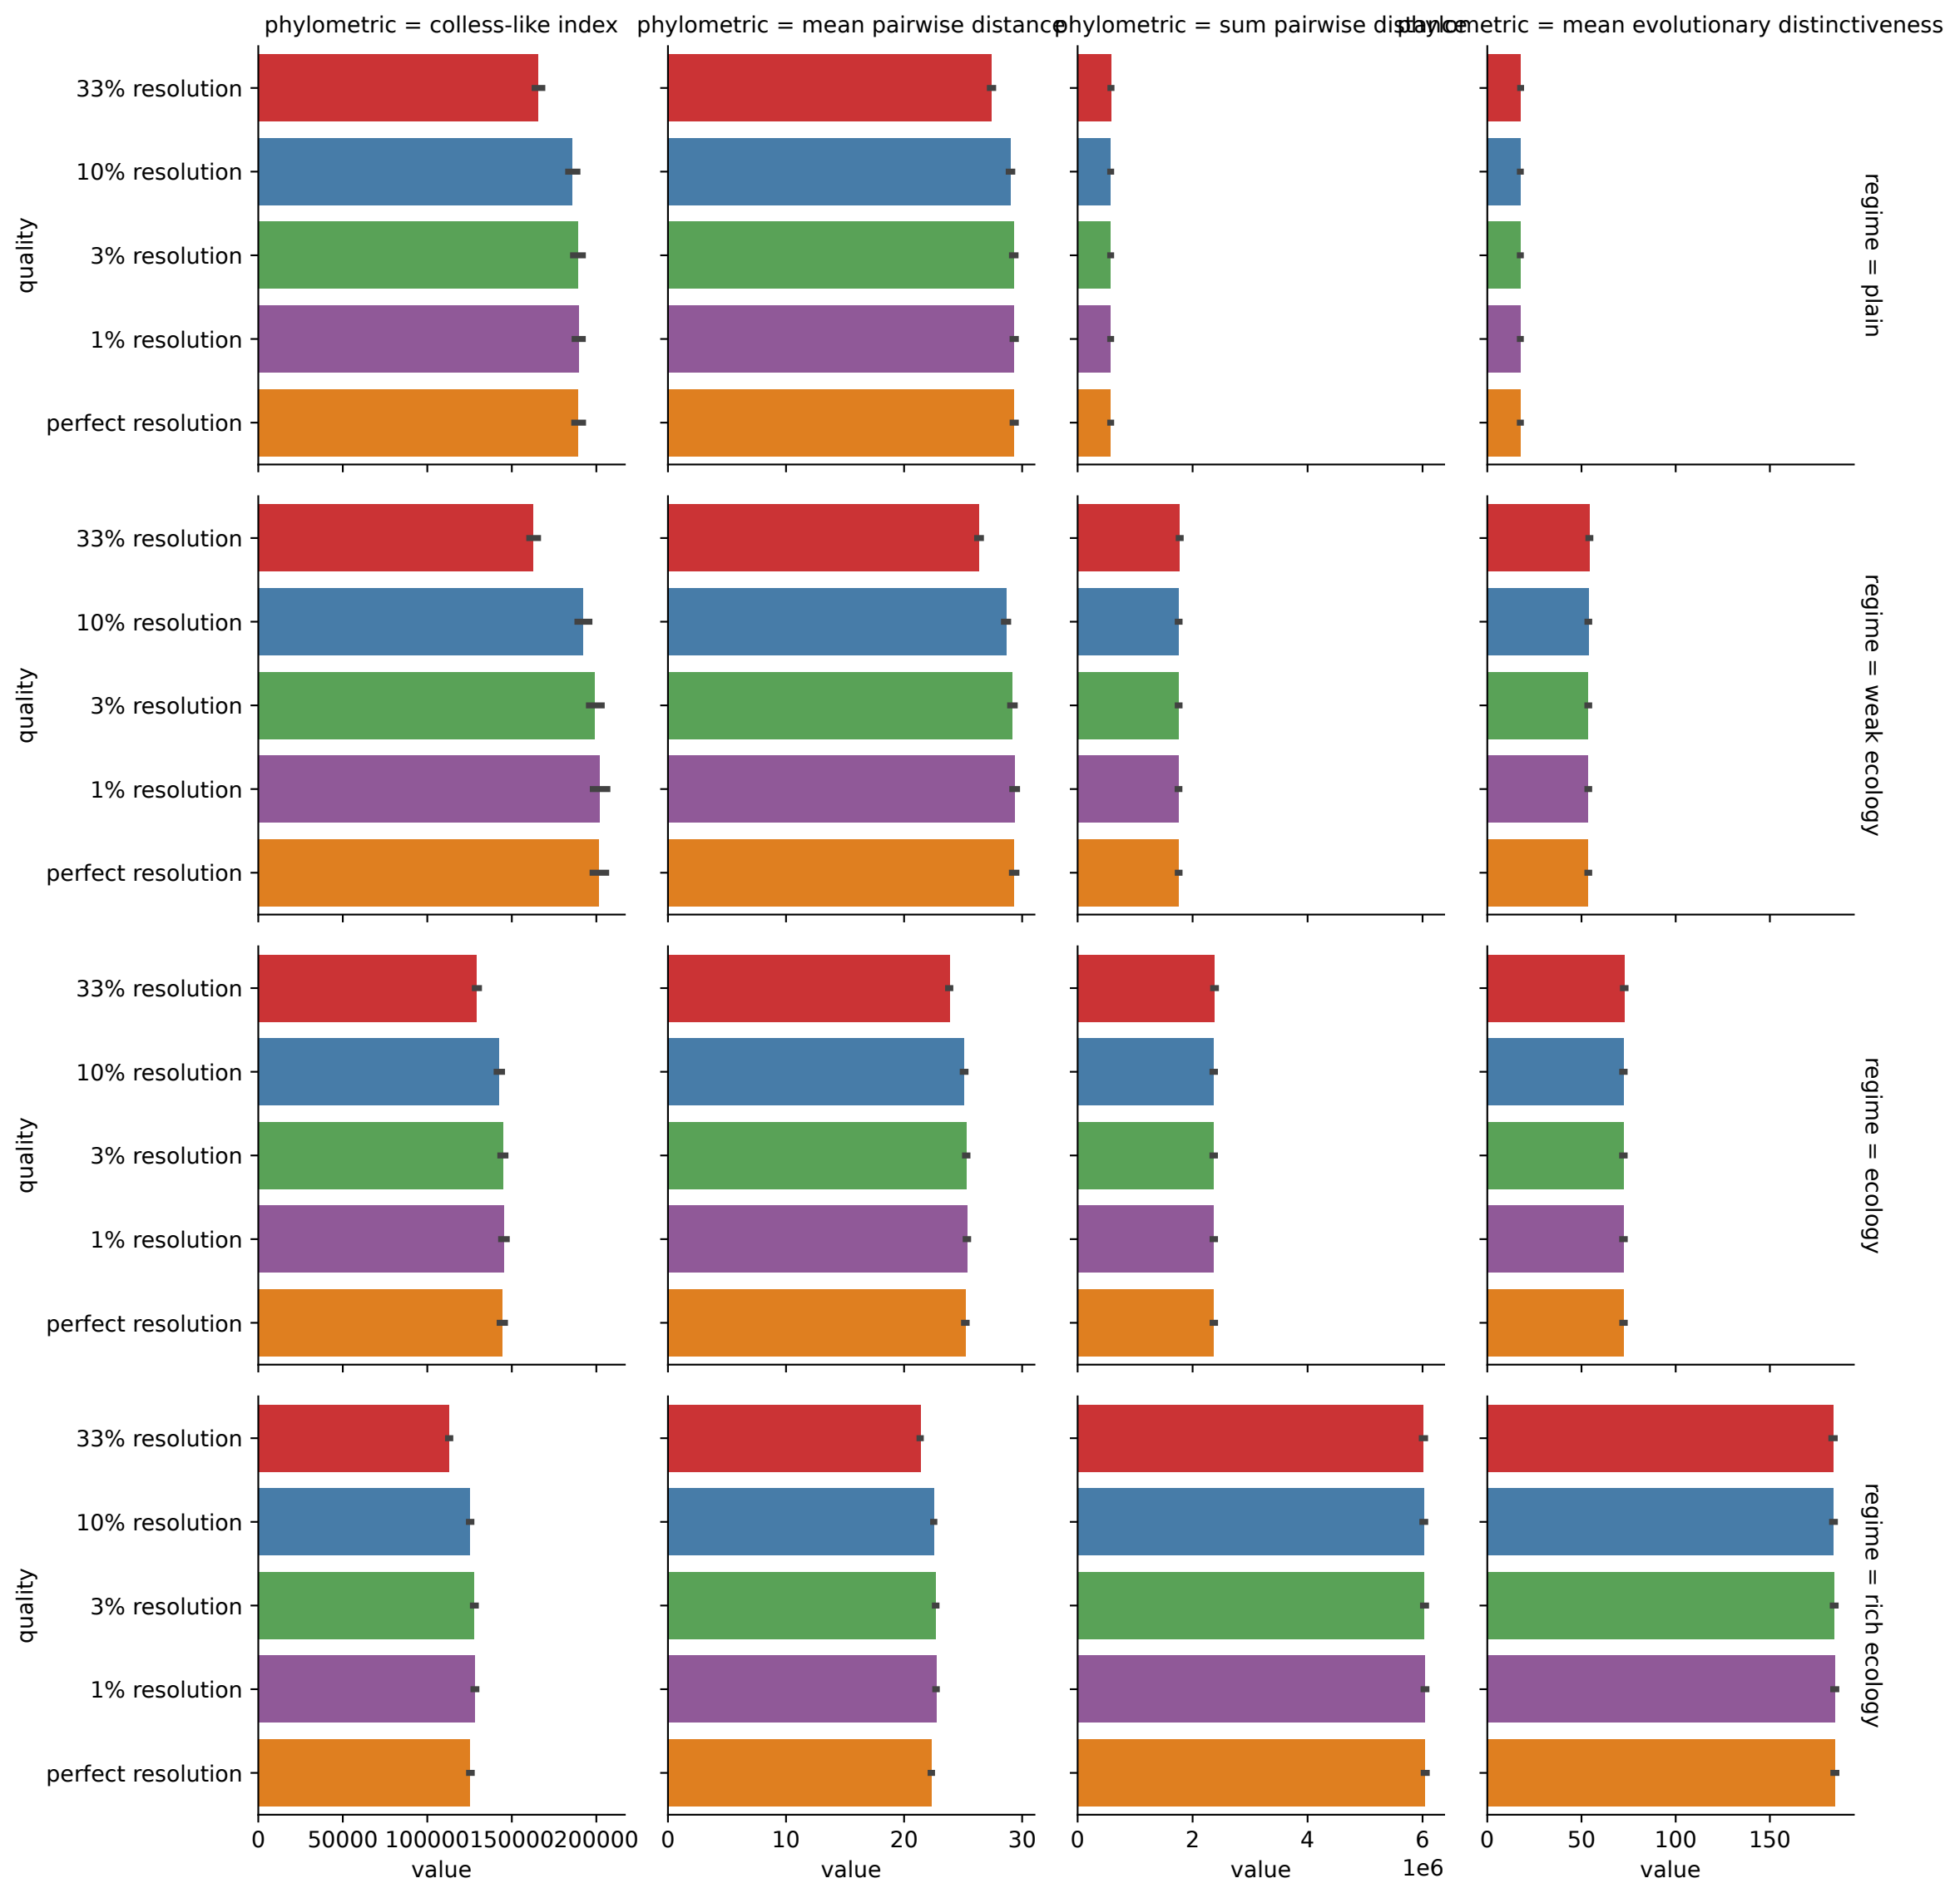 phylometric = colless-like index
phylometric = mean pairwise distance
phylometric = sum pairwise distance
phylometric = mean evolutionary distinctiveness
quality
33% resolution
10% resolution
3% resolution
1% resolution
perfect resolution
regime = plain
quality
33% resolution
10% resolution
3% resolution
1% resolution
perfect resolution
regime = weak ecology
quality
33% resolution
10% resolution
3% resolution
1% resolution
perfect resolution
regime = ecology
quality
33% resolution
10% resolution
3% resolution
1% resolution
perfect resolution
regime = rich ecology
0 50000 100000 150000 200000
value
0 10 20 30
value
0 2 4 6
1e6
value
0 50 100 150
value